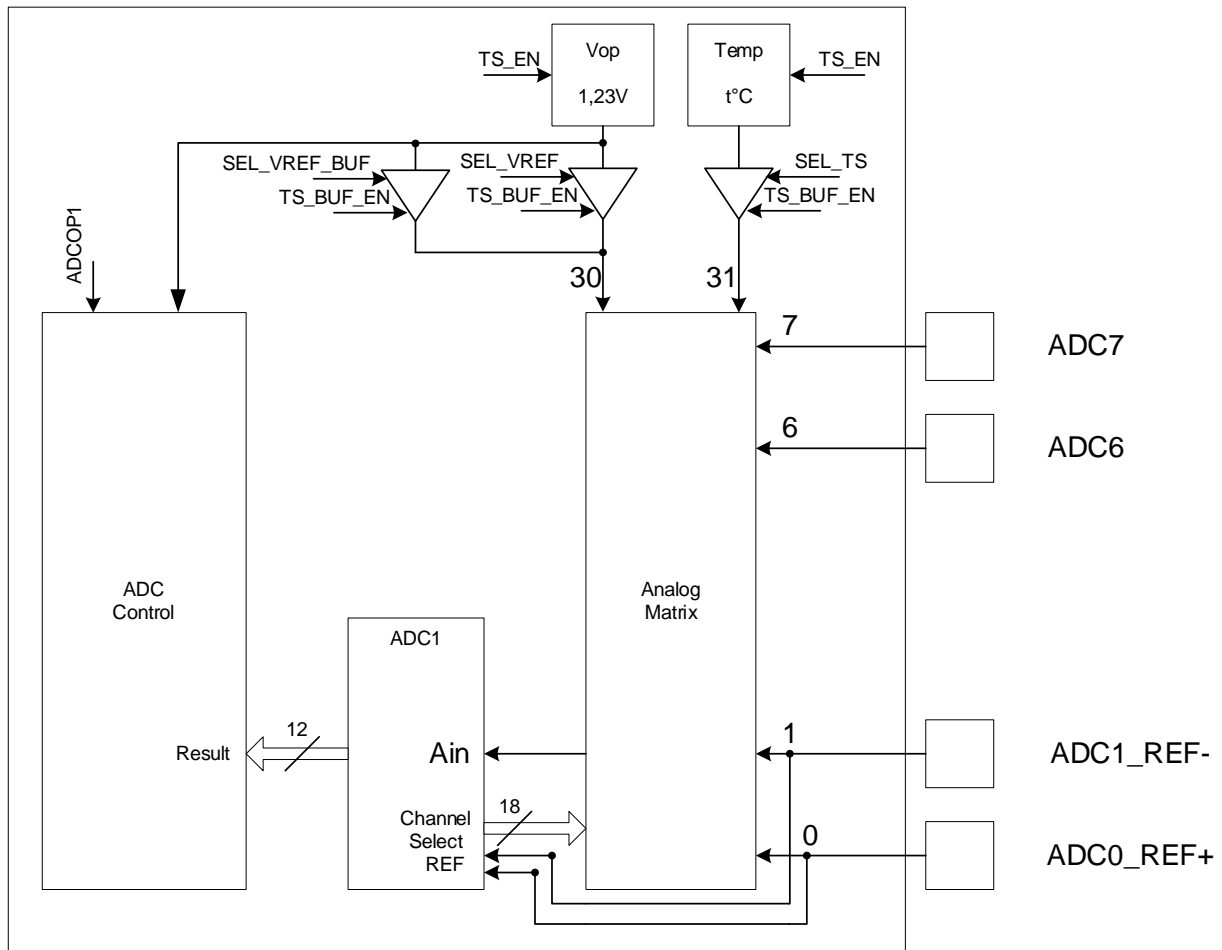 Vop
1,23V
Temp
t°C
TS_EN
TS_EN
SEL_VREF_BUF
TS_BUF_EN
SEL_VREF
TS_BUF_EN
SEL_TS
TS_BUF_EN
ADCOP1
30
31
7
ADC7
6
ADC6
ADC
Control
Analog
Matrix
ADC1
Result
12
Ain
1
ADC1_REF-
Channel
Select
REF
18
0
ADC0_REF+